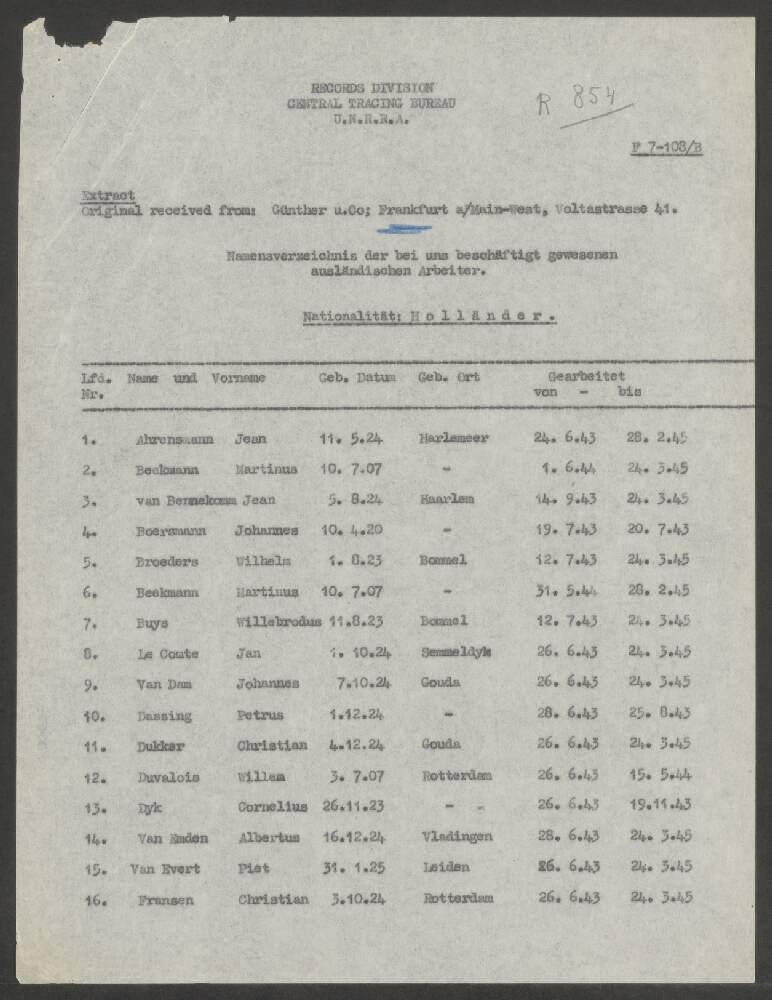 RECORDS DIVISION
CENTRAL TRACING BUREAU
U.N.R.R.A.
R 854
F 7-108/B
Extract
Original received from: Günther u.Co; Frankfurt a/Main-West, Voltastrasse 41.
Namensverzeichnis der bei uns beschäftigt gewesenen
ausländischen Arbeiter.
Nationalität: H o l l ä n d e r .
Lfd. Name und Vorname Geb. Datum Geb. Ort Gearbeitet
Nr. von - bis
1. Ahrensmann Jean 11. 5.24 Harlemeer 24. 6.43 28. 2.45
2. Beckmann Martinus 10. 7.07 - 1. 6.44 24. 3.45
3. van Bennekomm Jean 5. 8.24 Haarlem 14. 9.43 24. 3.45
4. Boersmann Johannes 10. 4.20 - 19. 7.43 20. 7.43
5. Broeders Wilhelm 1. 8.23 Bommel 12. 7.43 24. 3.45
6. Beekmann Martinus 10. 7.07 - 31. 5.44 28. 2.45
7. Buys Willebrodus 11.8.23 Bommel 12. 7.43 24. 3.45
8. Le Comte Jan 1. 10.24 Semmeldyk 26. 6.43 24. 3.45
9. Van Dam Johannes 7.10.24 Gouda 26. 6.43 24. 3.45
10. Dassing Petrus 1.12.24 - 28. 6.43 25. 8.43
11. Dukker Christian 4.12.24 Gouda 26. 6.43 24. 3.45
12. Duvalois Willem 3. 7.07 Rotterdam 26. 6.43 15. 5.44
13. Dyk Cornelius 26.11.23 - 26. 6.43 19.11.43
14. Van Emden Albertus 16.12.24 Vladingen 28. 6.43 24. 3.45
15. Van Evert Piet 31. 1.25 Leiden 26. 6.43 24. 3.45
16. Fransen Christian 3.10.24 Rotterdam 26. 6.43 24. 3.45